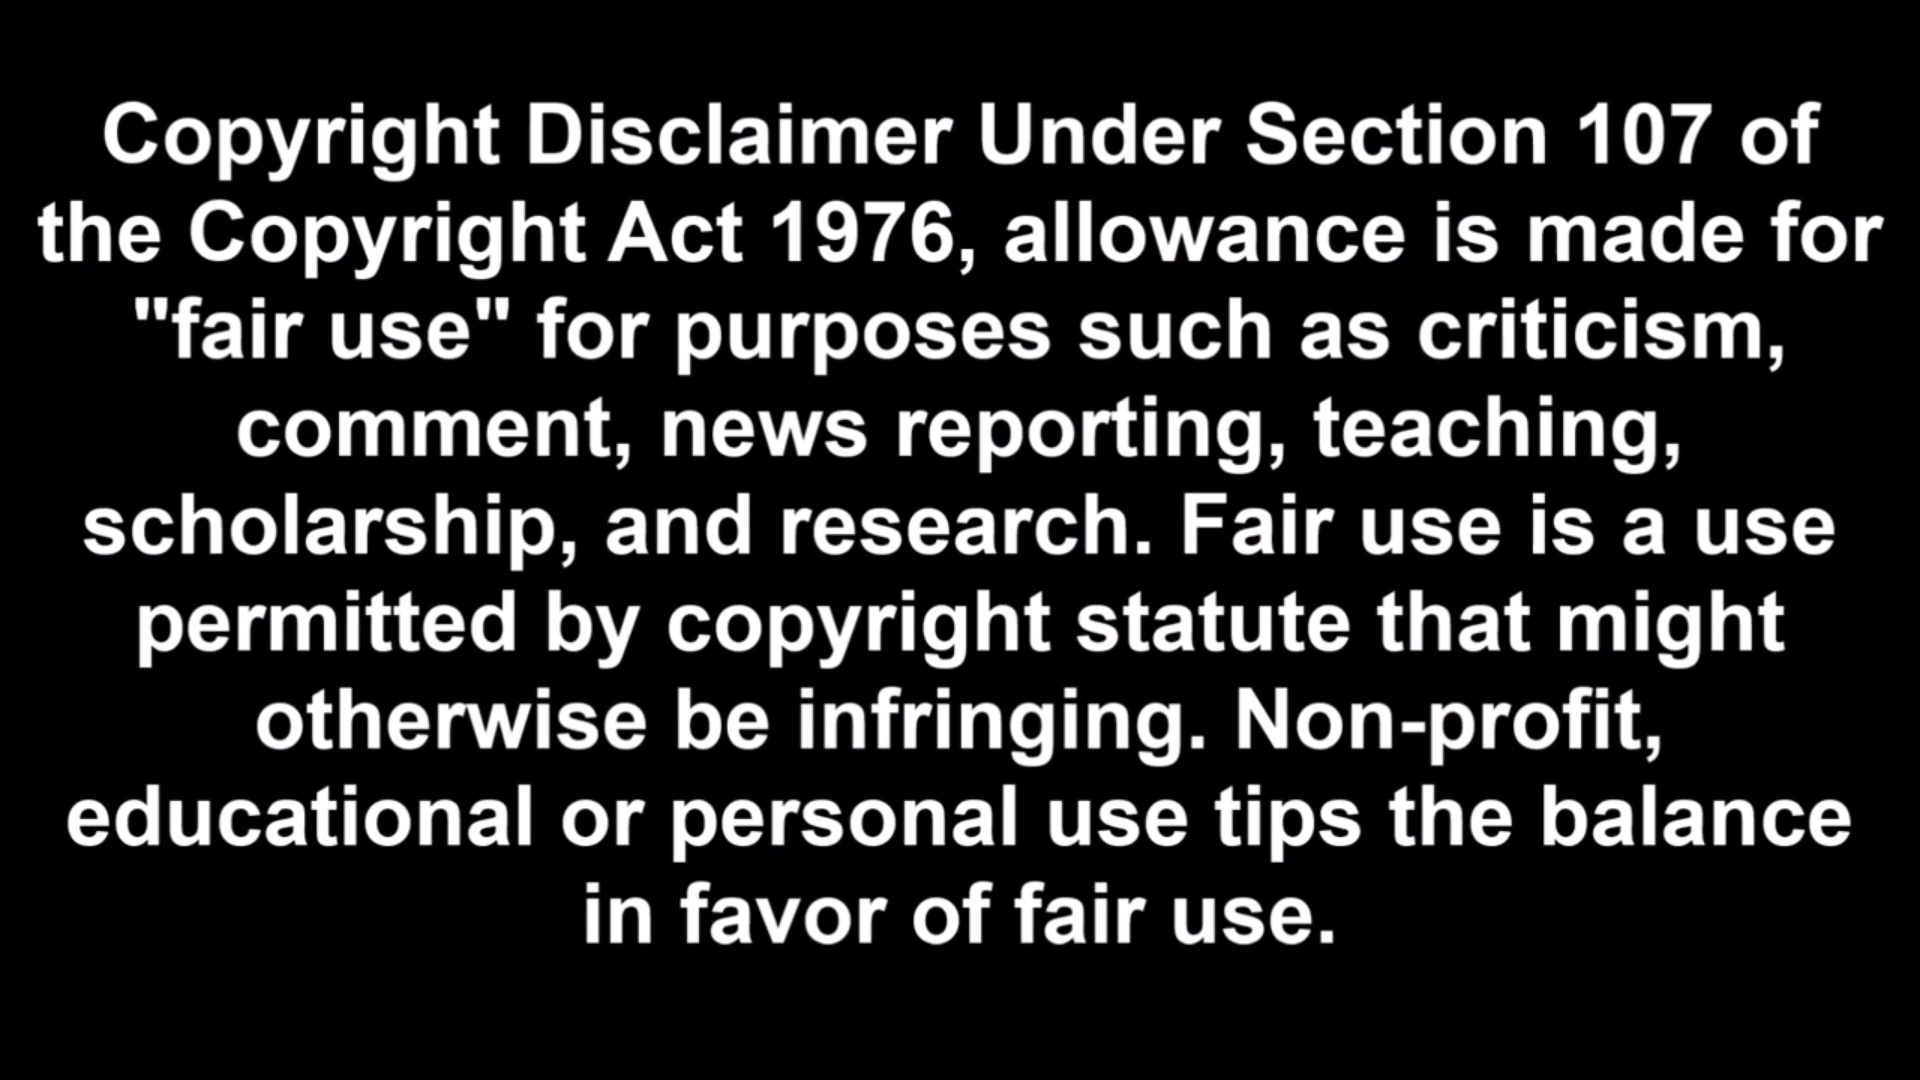 Copyright Disclaimer Under Section 107 of
the Copyright Act 1976, allowance is made for
"fair use" for purposes such as criticism,
comment, news reporting, teaching,
scholarship, and research. Fair use is a use
permitted by copyright statute that might
otherwise be infringing. Non-profit,
educational or personal use tips the balance
in favor of fair use.